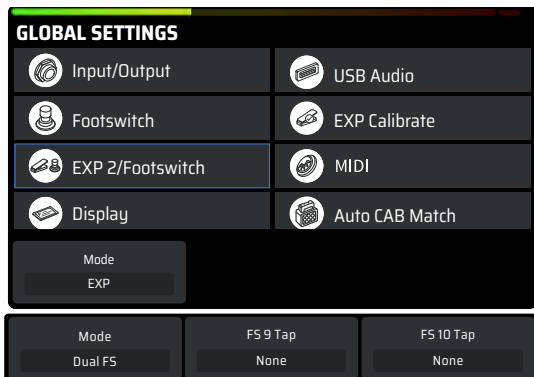 GLOBAL SETTINGS
Input/Output
USB Audio
Footswitch
EXP Calibrate
EXP 2/Footswitch
MIDI
Display
Auto CAB Match
Mode
EXP
Mode
FS 9 Tap
FS 10 Tap
Dual FS
None
None